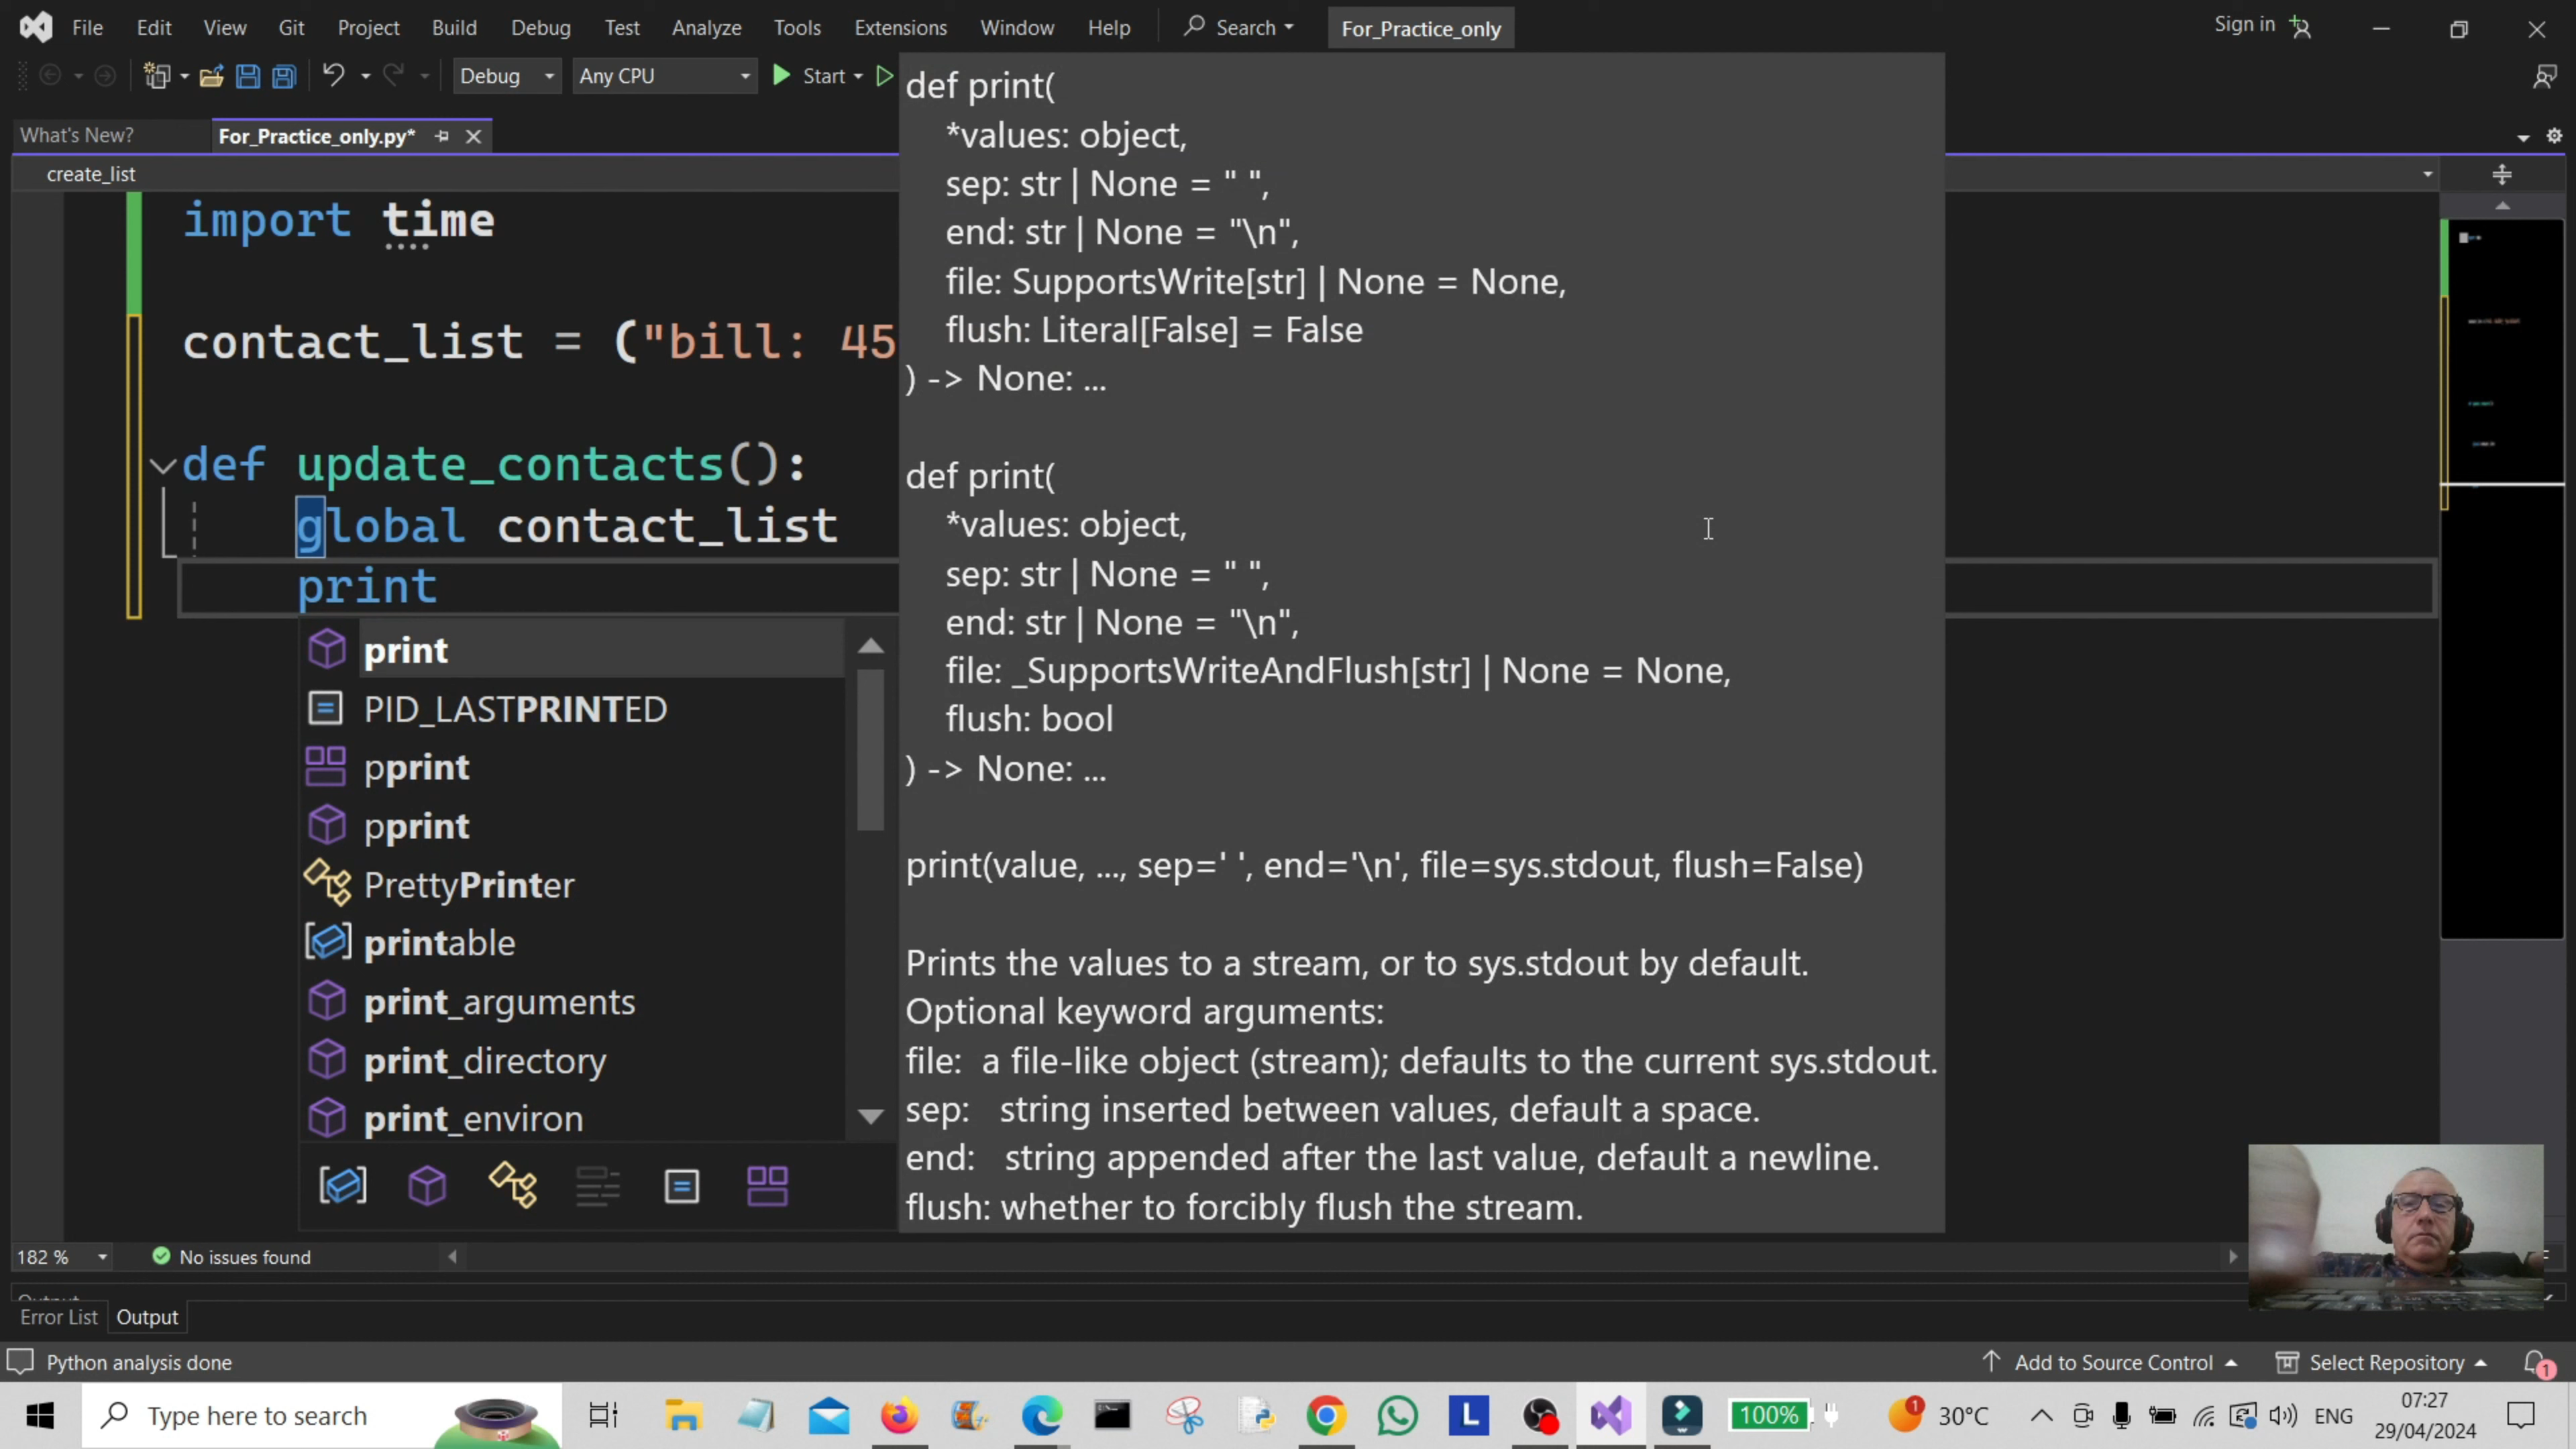 File Edit View Git Project Build Debug Test Analyze Tools Extensions Window Help Search For_Practice_only Sign in
Debug Any CPU Start
What's New? For_Practice_only.py*
create_list
import time
contact_list = ("bill: 45
def update_contacts():
global contact_list
print
print
PID_LASTPRINTED
pprint
pprint
PrettyPrinter
printable
print_arguments
print_directory
print_environ
def print(
*values: object,
sep: str | None = " ",
end: str | None = "\n",
file: SupportsWrite[str] | None = None,
flush: Literal[False] = False
) -> None: ...
def print(
*values: object,
sep: str | None = " ",
end: str | None = "\n",
file: _SupportsWriteAndFlush[str] | None = None,
flush: bool
) -> None: ...
print(value, ..., sep=' ', end='\n', file=sys.stdout, flush=False)
Prints the values to a stream, or to sys.stdout by default.
Optional keyword arguments:
file: a file-like object (stream); defaults to the current sys.stdout.
sep: string inserted between values, default a space.
end: string appended after the last value, default a newline.
flush: whether to forcibly flush the stream.
182 % No issues found
Output
Error List Output
Python analysis done Add to Source Control Select Repository 1
Type here to search L 100% 1 30°C ENG 07:27
29/04/2024